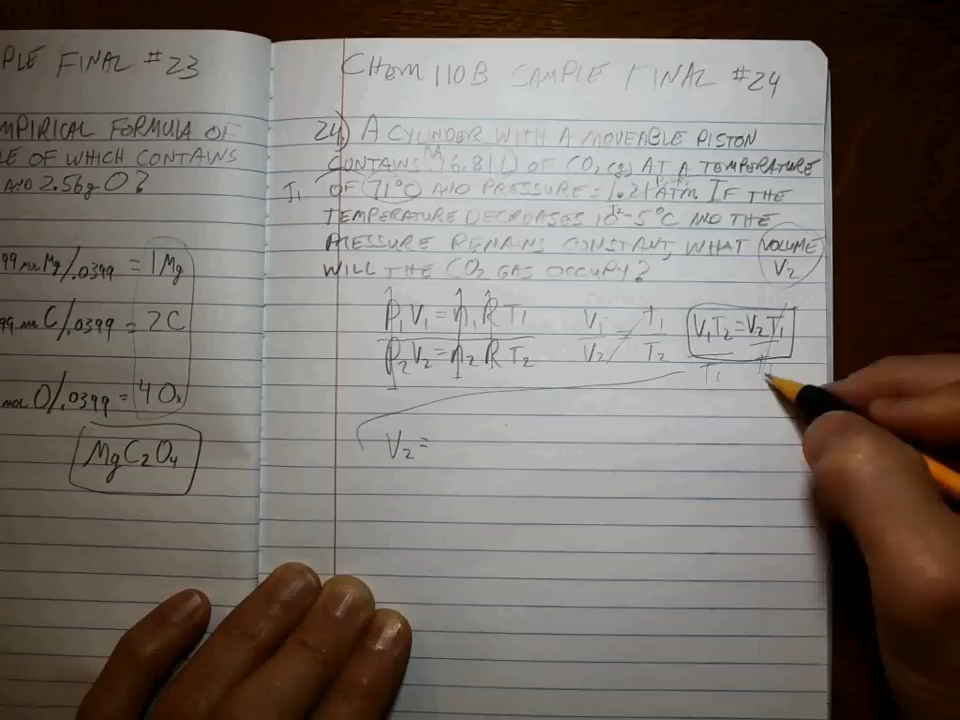 PLE FINAL #23
MPIRICAL FORMULA OF
LE OF WHICH CONTAINS
AND 2.56g O?
99 mol Mg/.0399 = 1Mg
99 mol C/.0399 = 2C
mol O/.0399 = 4 O
MgC2O4
CHEM 110B SAMPLE FINAL #24
24) A CYLINDER WITH A MOVEABLE PISTON
CONTAINS V1 (6.81 L) OF CO2(g) AT A TEMPERATURE
T1 OF (71°C) AND PRESSURE = 1.21 ATM. IF THE
TEMPERATURE DECREASES TO -5°C AND THE
PRESSURE REMAINS CONSTANT, WHAT VOLUME
V2
WILL THE CO2 GAS OCCUPY?
P1V1 = n1RT1
P2V2 = n2RT2
V1/V2 = T1/T2
V1T2 = V2T1
T1 T1
V2 =